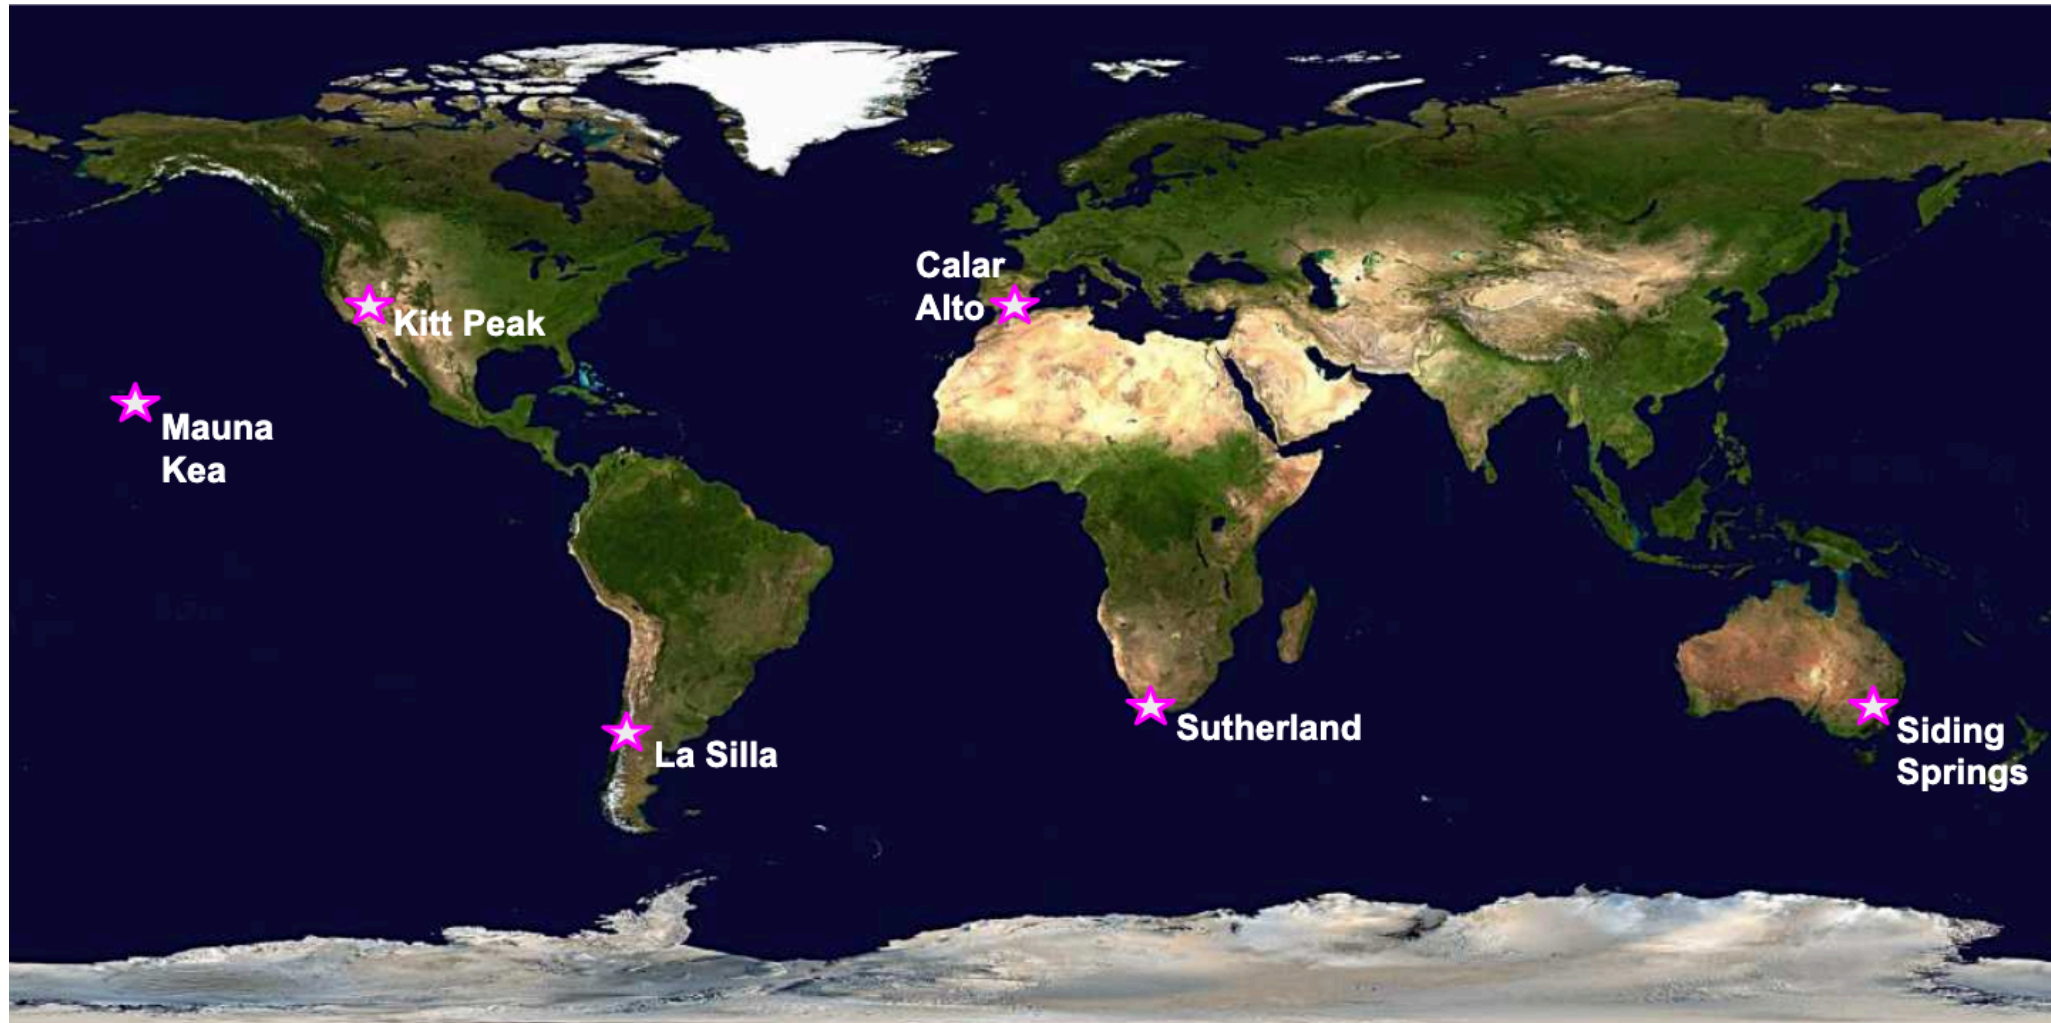 Calar
Alto
Kitt Peak
Mauna
Kea
La Silla
Sutherland
Siding
Springs